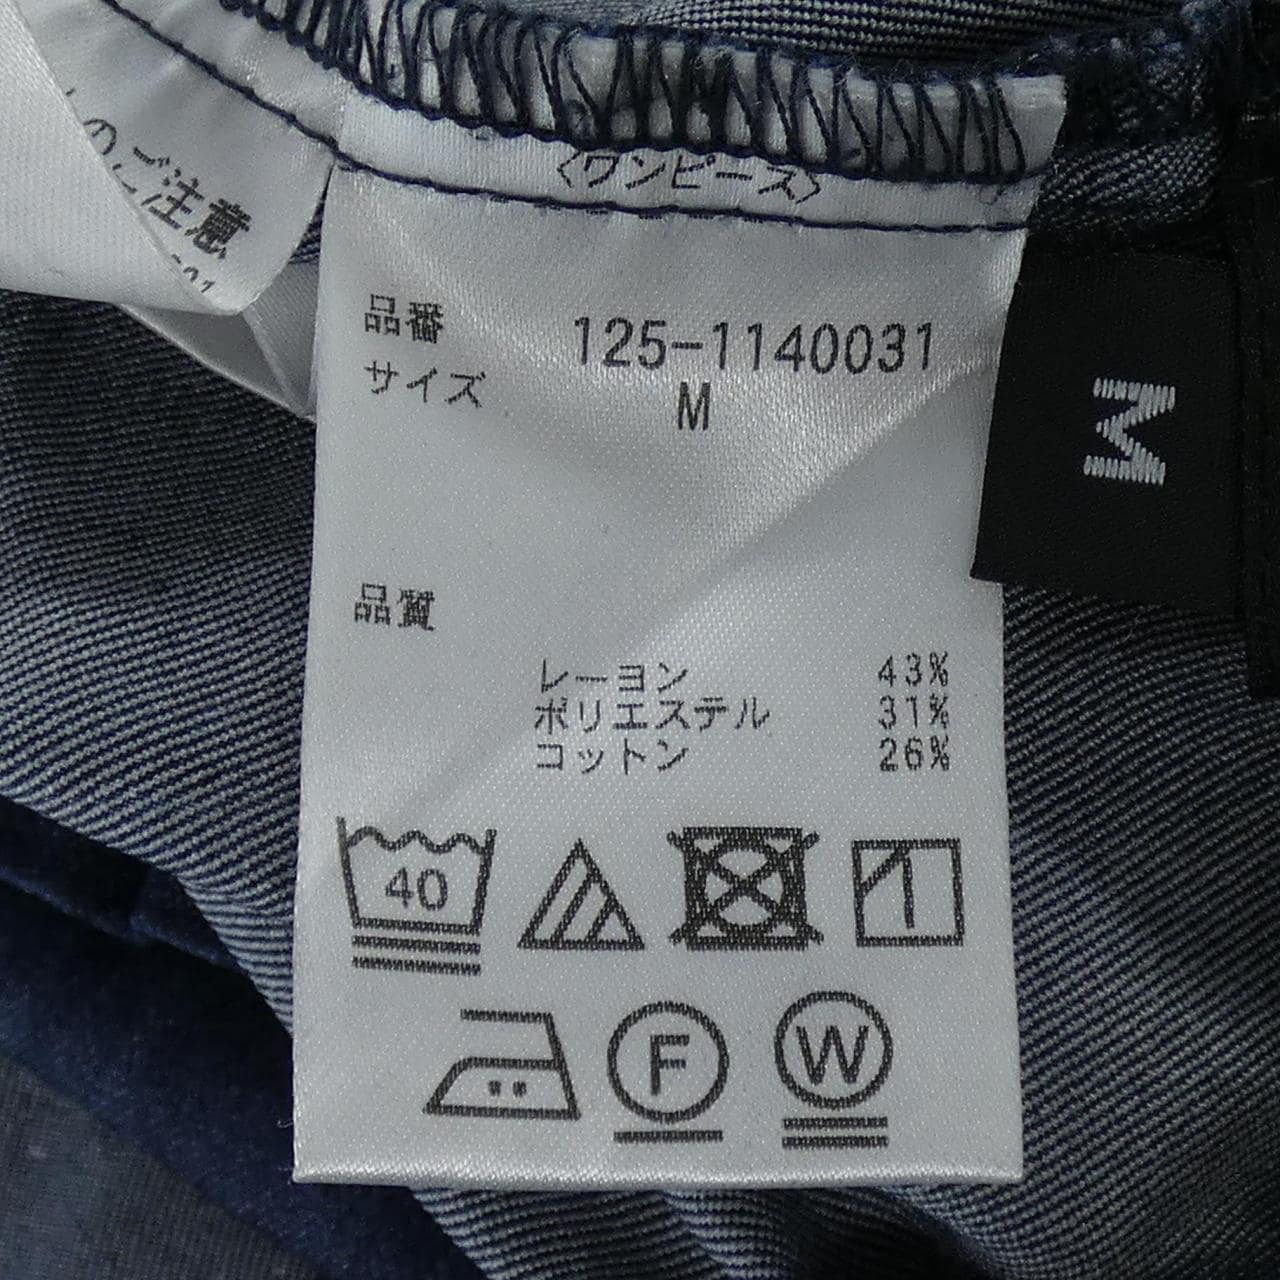 のご注意
〈ワンピース〉
品番 125-1140031
サイズ M
M
品質
レーヨン 43%
ポリエステル 31%
コットン 26%
40
F
W